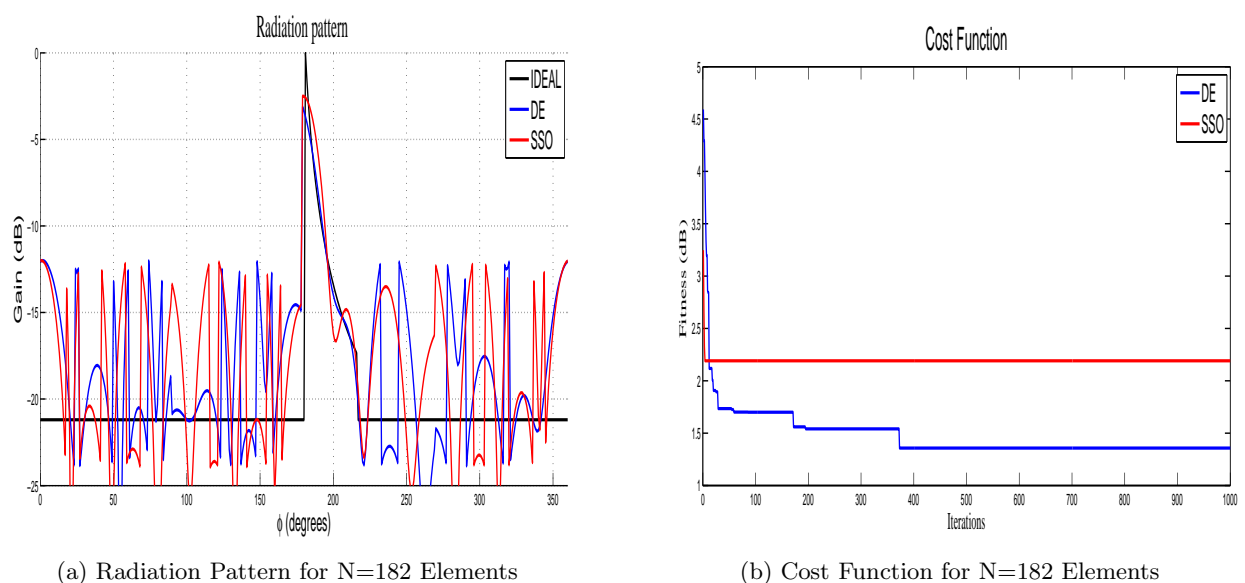 Radiation pattern
0
−5
−10
−15
−20
−25
Gain (dB)
0 50 100 150 200 250 300 350
ϕ (degrees)
IDEAL
DE
SSO
(a) Radiation Pattern for N=182 Elements
Cost Function
5
4.5
4
3.5
3
2.5
2
1.5
1
Fitness (dB)
0 100 200 300 400 500 600 700 800 900 1000
Iterations
DE
SSO
(b) Cost Function for N=182 Elements